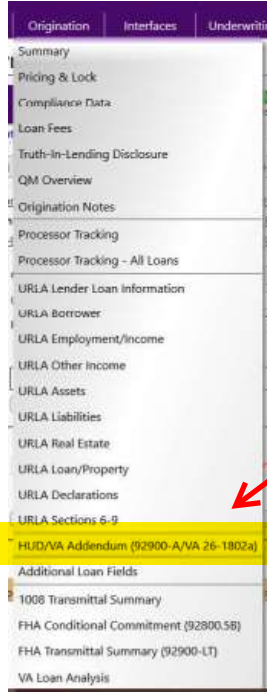 Origination Interfaces Underwriti
Summary
Pricing & Lock
Compliance Data
Loan Fees
Truth-In-Lending Disclosure
QM Overview
Origination Notes
Processor Tracking
Processor Tracking - All Loans
URLA Lender Loan Information
URLA Borrower
URLA Employment/Income
URLA Other Income
URLA Assets
URLA Liabilities
URLA Real Estate
URLA Loan/Property
URLA Declarations
URLA Sections 6-9
HUD/VA Addendum (92900-A/VA 26-1802a)
Additional Loan Fields
1008 Transmittal Summary
FHA Conditional Commitment (92800.5B)
FHA Transmittal Summary (92900-LT)
VA Loan Analysis